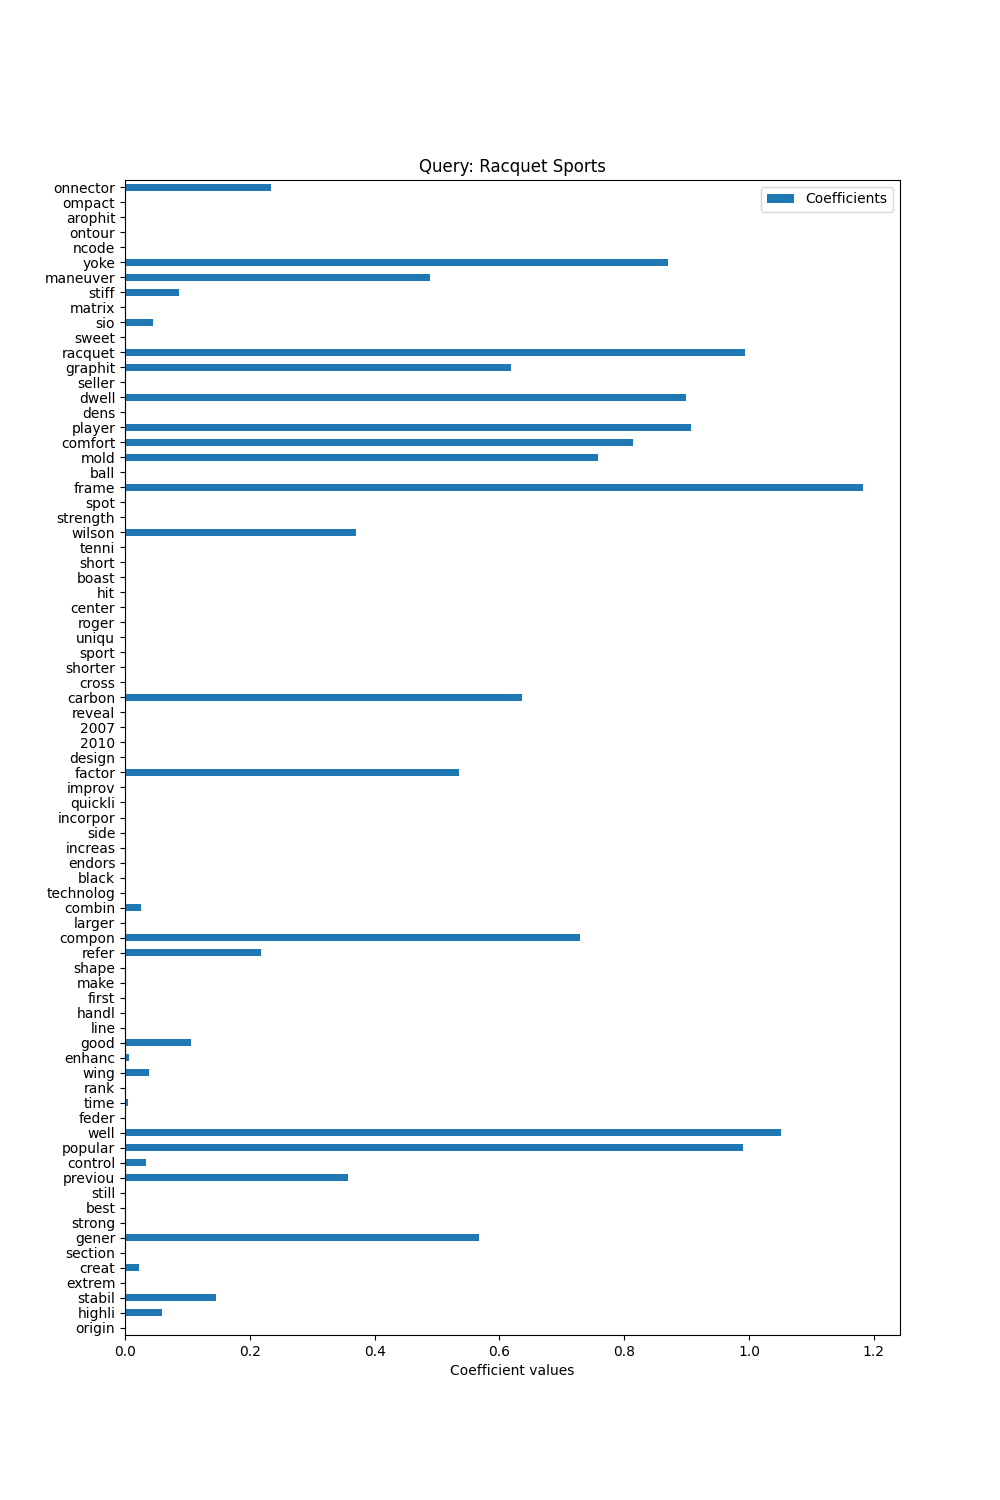 Query: Racquet Sports
Coefficients
onnector
ompact
arophit
ontour
ncode
yoke
maneuver
stiff
matrix
sio
sweet
racquet
graphit
seller
dwell
dens
player
comfort
mold
ball
frame
spot
strength
wilson
tenni
short
boast
hit
center
roger
uniqu
sport
shorter
cross
carbon
reveal
2007
2010
design
factor
improv
quickli
incorpor
side
increas
endors
black
technolog
combin
larger
compon
refer
shape
make
first
handl
line
good
enhanc
wing
rank
time
feder
well
popular
control
previou
still
best
strong
gener
section
creat
extrem
stabil
highli
origin
0.0 0.2 0.4 0.6 0.8 1.0 1.2
Coefficient values